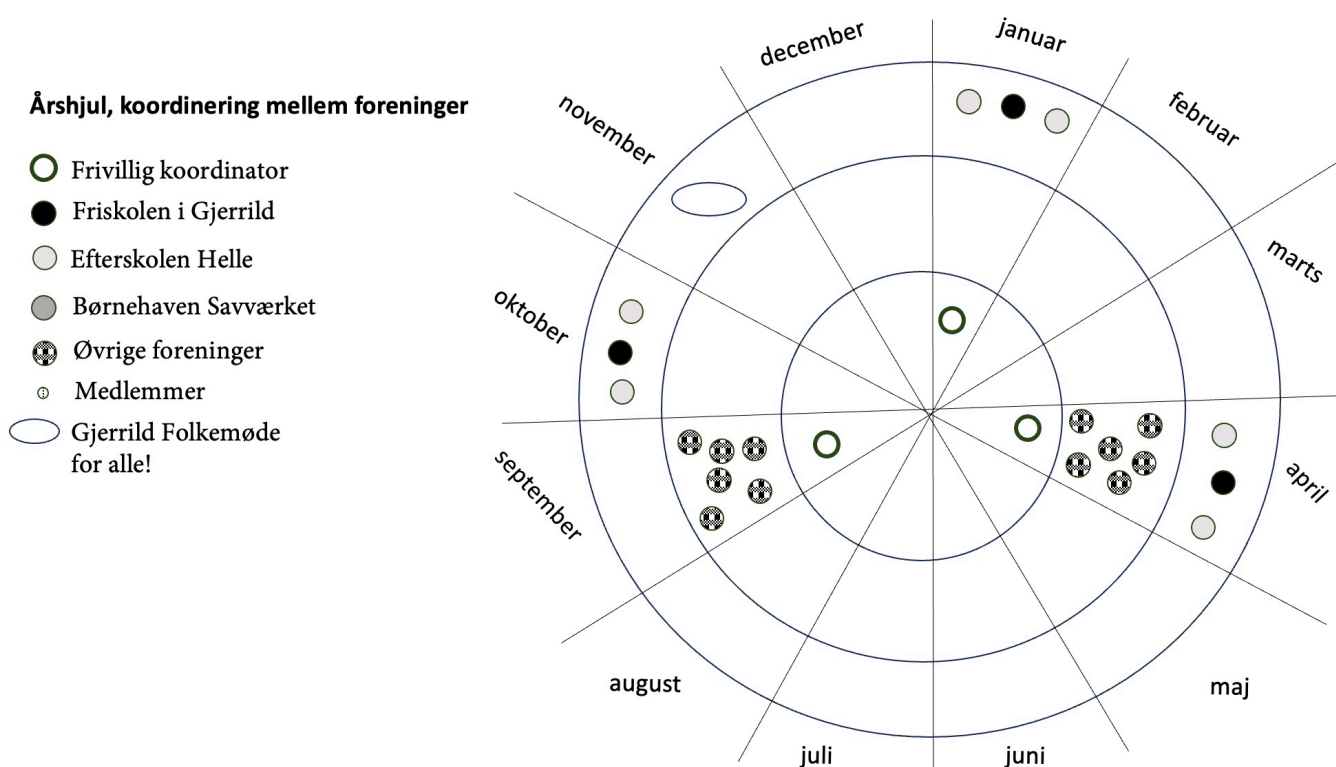 Årshjul, koordinering mellem foreninger
Frivillig koordinator
Friskolen i Gjerrild
Efterskolen Helle
Børnehaven Savværket
Øvrige foreninger
Medlemmer
Gjerrild Folkemøde
for alle!
januar
februar
marts
april
maj
juni
juli
august
september
oktober
november
december